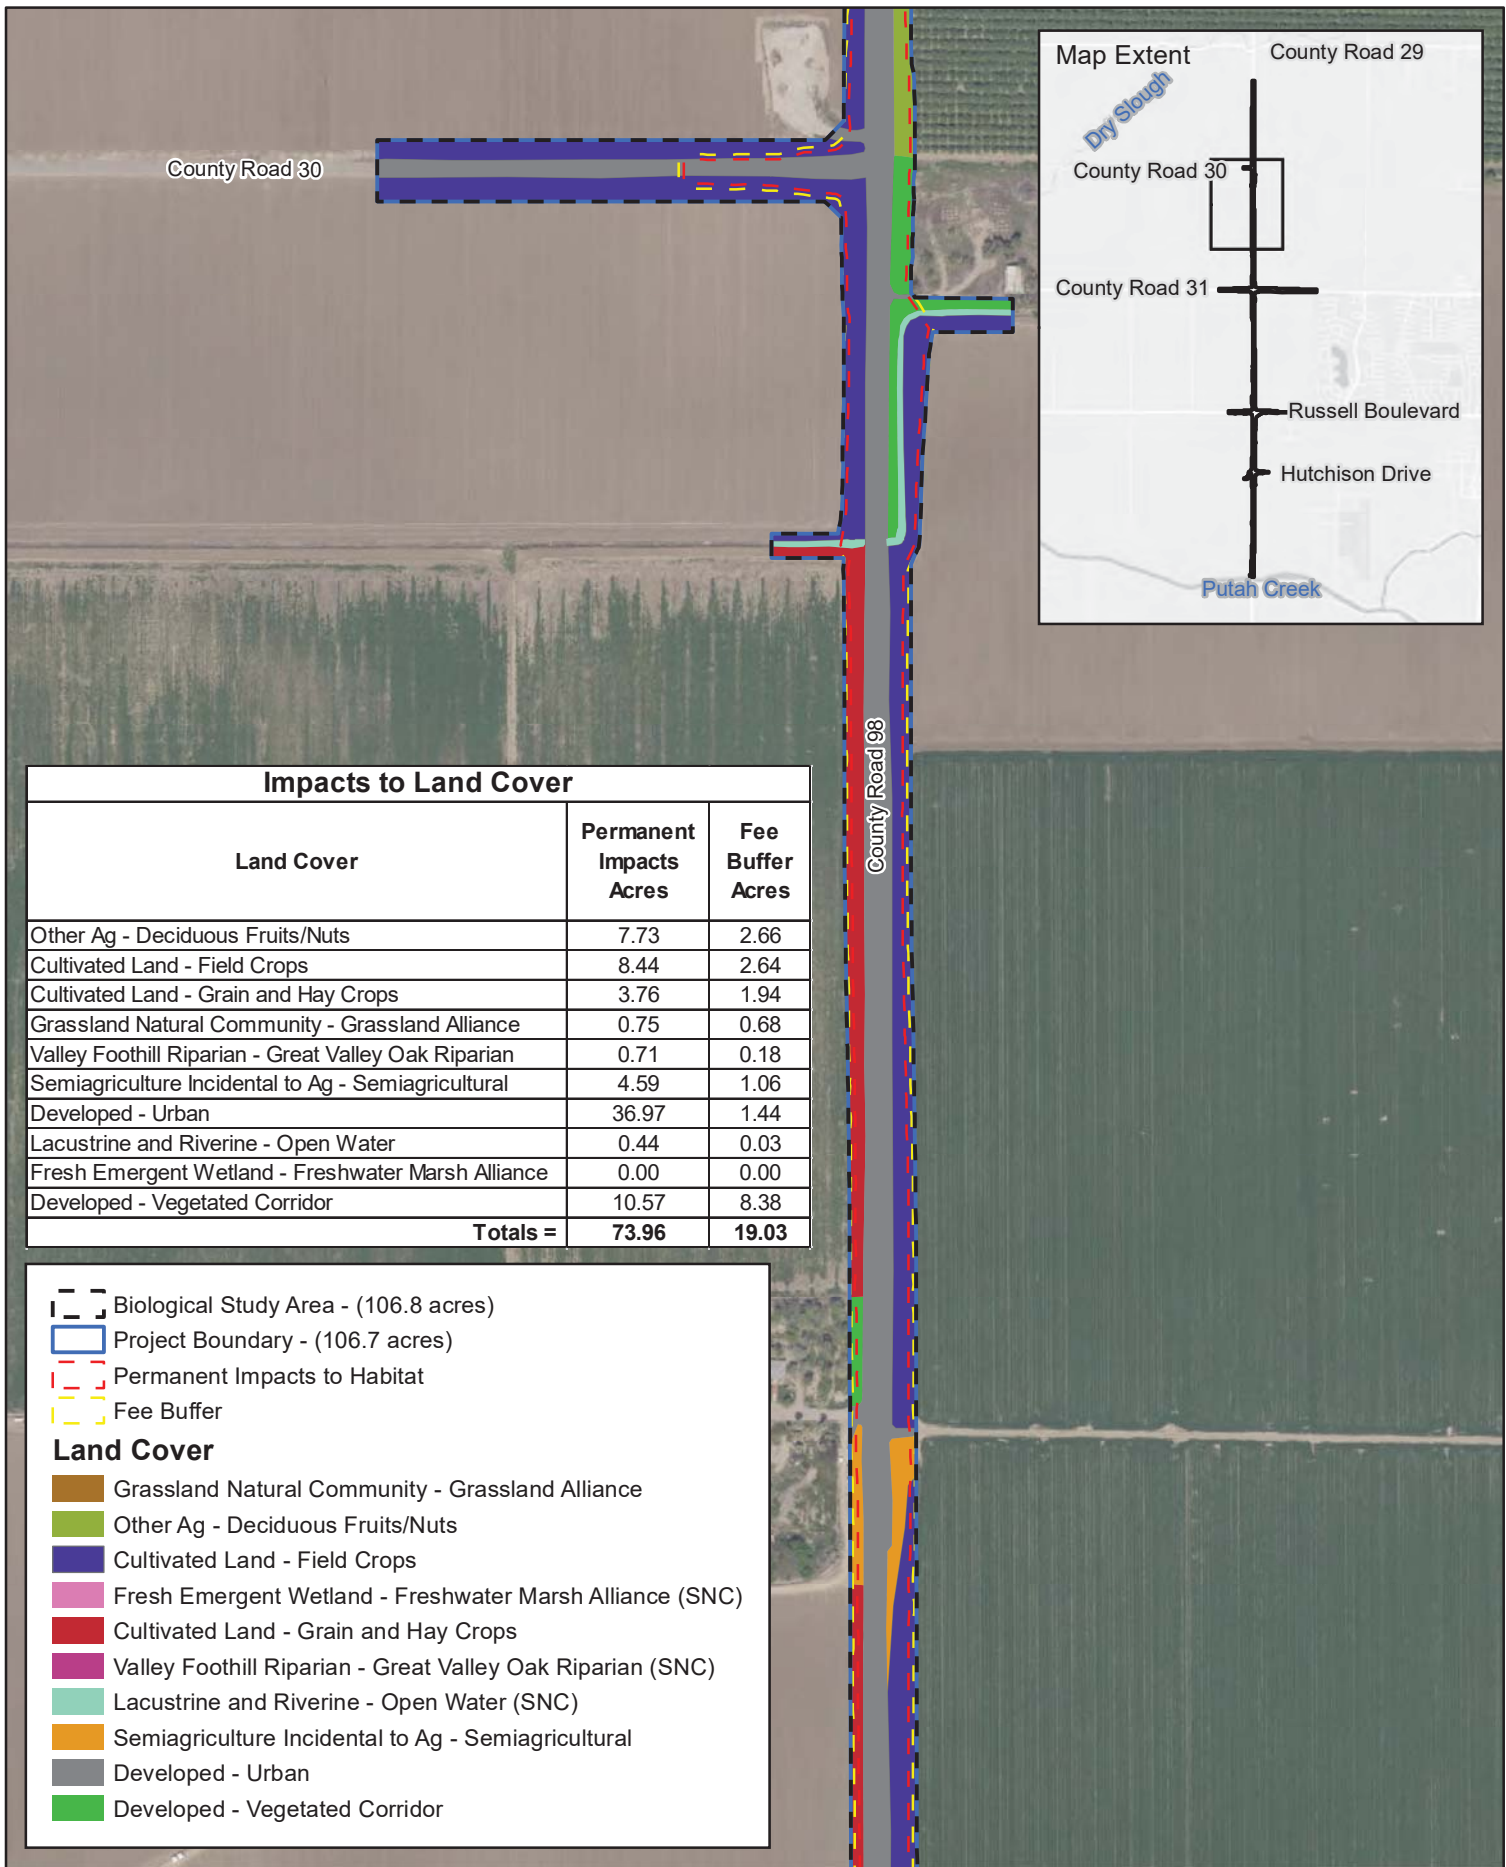 Map Extent
County Road 29
Dry Slough
County Road 30
County Road 31
Russell Boulevard
Hutchison Drive
Putah Creek
County Road 30
County Road 98
Impacts to Land Cover
Land Cover Permanent Impacts Acres Fee Buffer Acres
Other Ag - Deciduous Fruits/Nuts 7.73 2.66
Cultivated Land - Field Crops 8.44 2.64
Cultivated Land - Grain and Hay Crops 3.76 1.94
Grassland Natural Community - Grassland Alliance 0.75 0.68
Valley Foothill Riparian - Great Valley Oak Riparian 0.71 0.18
Semiagriculture Incidental to Ag - Semiagricultural 4.59 1.06
Developed - Urban 36.97 1.44
Lacustrine and Riverine - Open Water 0.44 0.03
Fresh Emergent Wetland - Freshwater Marsh Alliance 0.00 0.00
Developed - Vegetated Corridor 10.57 8.38
Totals = 73.96 19.03
Biological Study Area - (106.8 acres)
Project Boundary - (106.7 acres)
Permanent Impacts to Habitat
Fee Buffer
Land Cover
Grassland Natural Community - Grassland Alliance
Other Ag - Deciduous Fruits/Nuts
Cultivated Land - Field Crops
Fresh Emergent Wetland - Freshwater Marsh Alliance (SNC)
Cultivated Land - Grain and Hay Crops
Valley Foothill Riparian - Great Valley Oak Riparian (SNC)
Lacustrine and Riverine - Open Water (SNC)
Semiagriculture Incidental to Ag - Semiagricultural
Developed - Urban
Developed - Vegetated Corridor